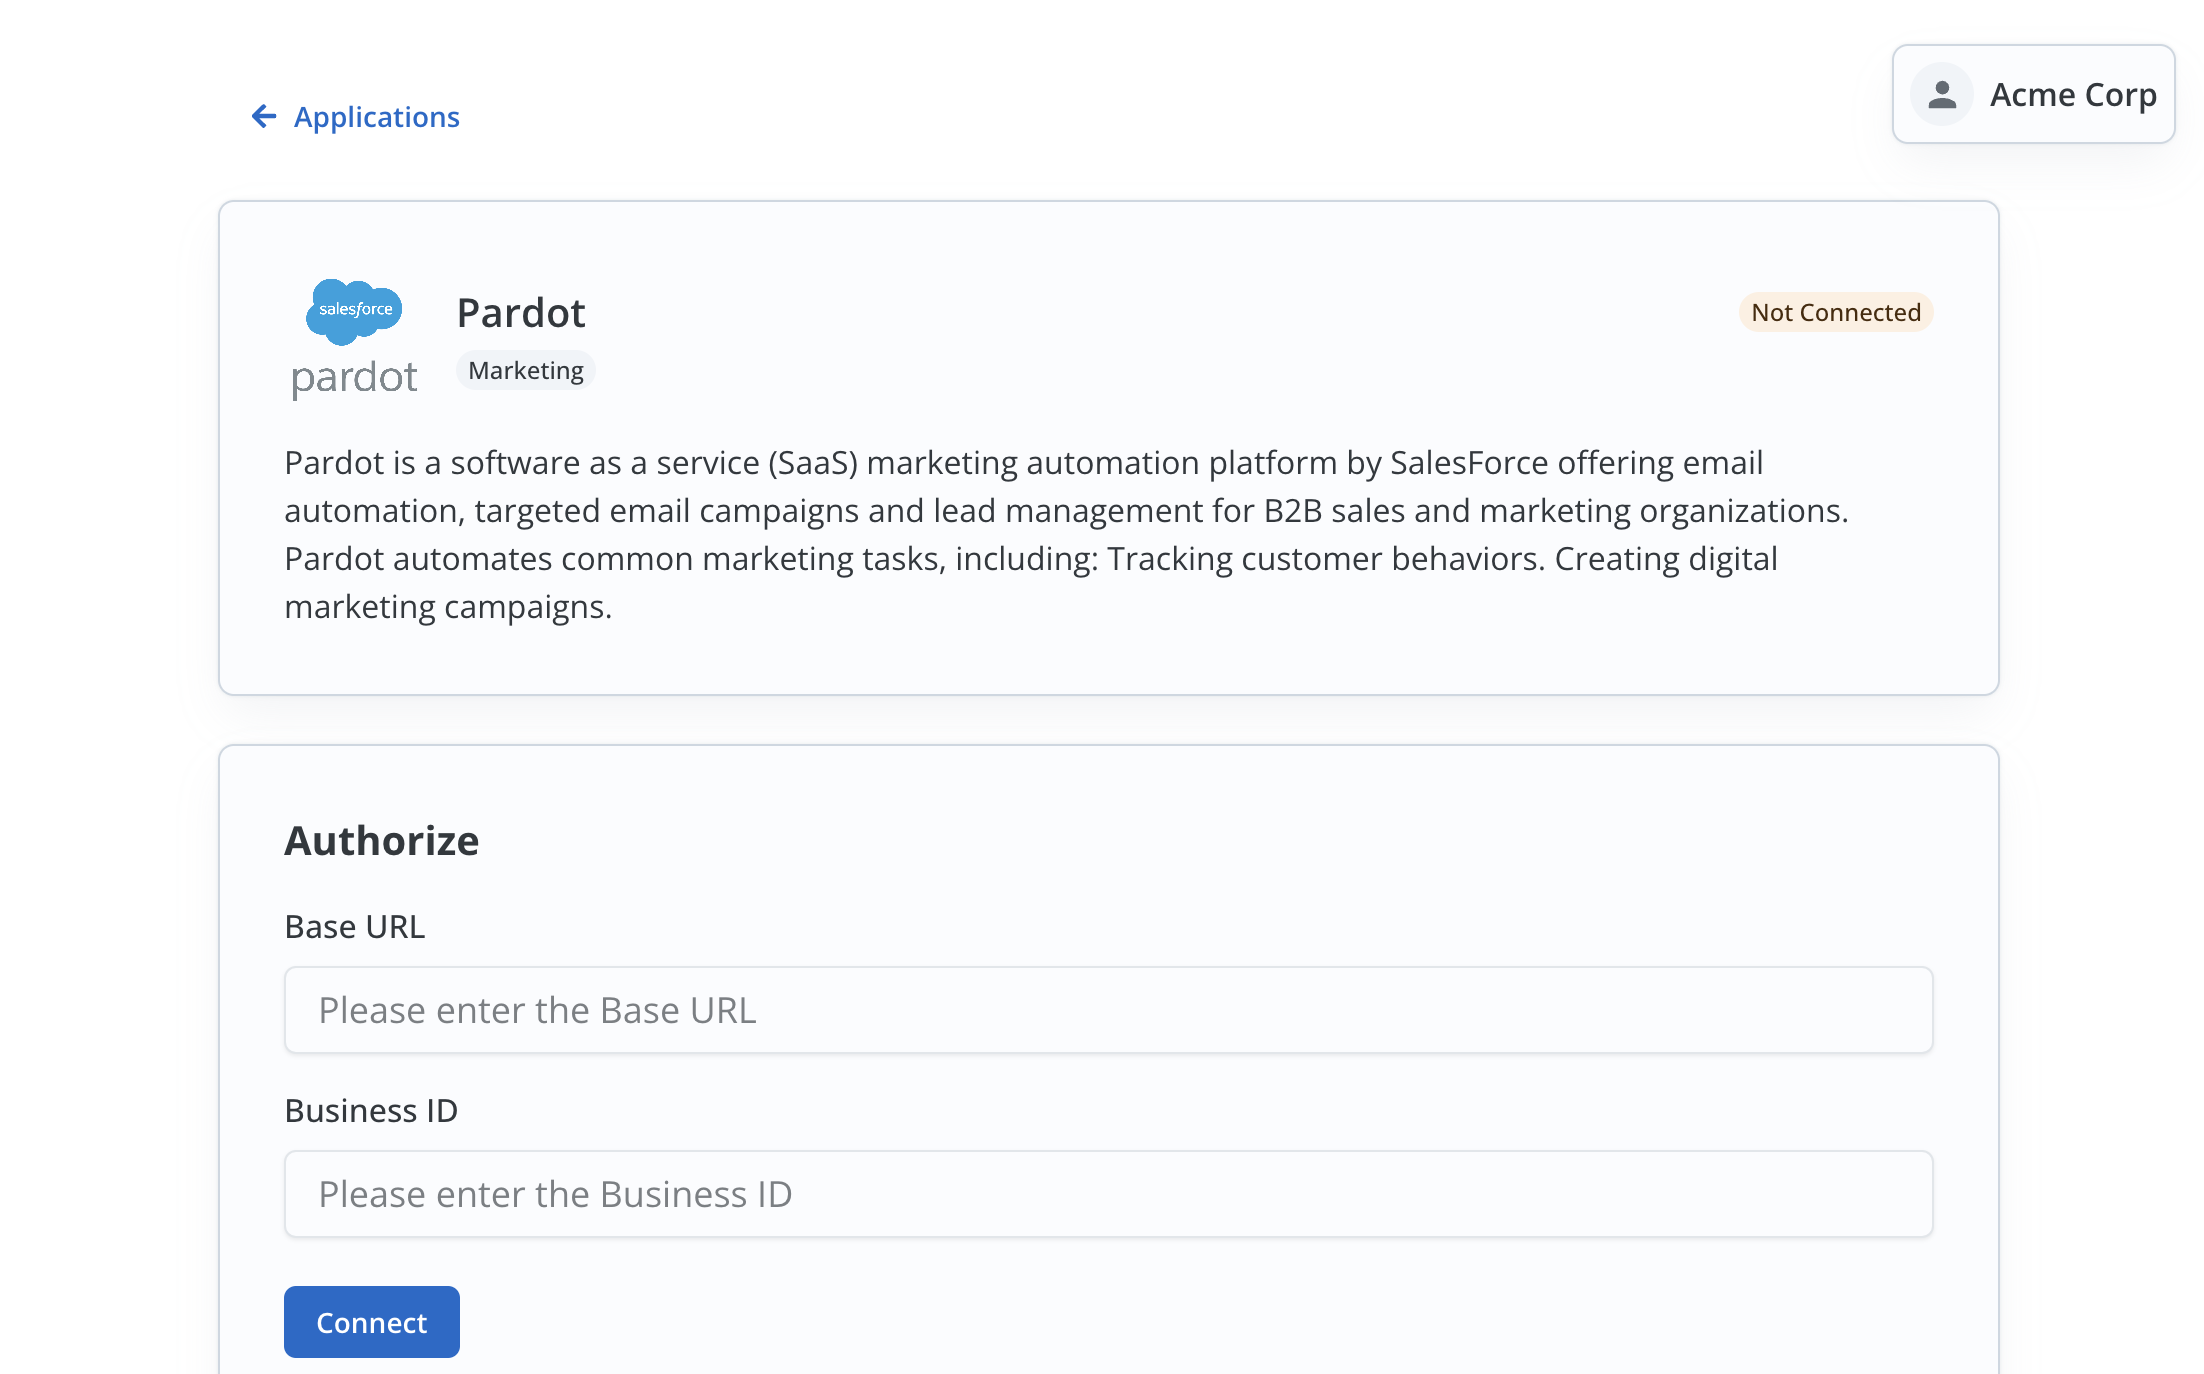 Applications
Acme Corp
salesforce
pardot
Pardot
Marketing
Not Connected
Pardot is a software as a service (SaaS) marketing automation platform by SalesForce offering email
automation, targeted email campaigns and lead management for B2B sales and marketing organizations.
Pardot automates common marketing tasks, including: Tracking customer behaviors. Creating digital
marketing campaigns.
Authorize
Base URL
Please enter the Base URL
Business ID
Please enter the Business ID
Connect